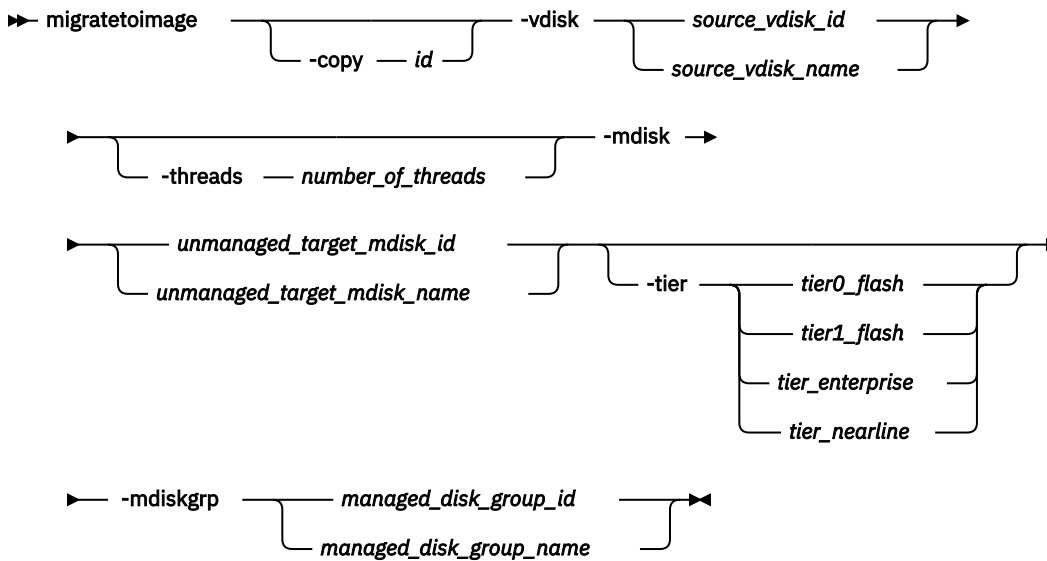 migratetoimage -vdisk source_vdisk_id
-copy id source_vdisk_name
-mdisk
-threads number_of_threads
unmanaged_target_mdisk_id
unmanaged_target_mdisk_name -tier tier0_flash
tier1_flash
tier_enterprise
tier_nearline
-mdiskgrp managed_disk_group_id
managed_disk_group_name